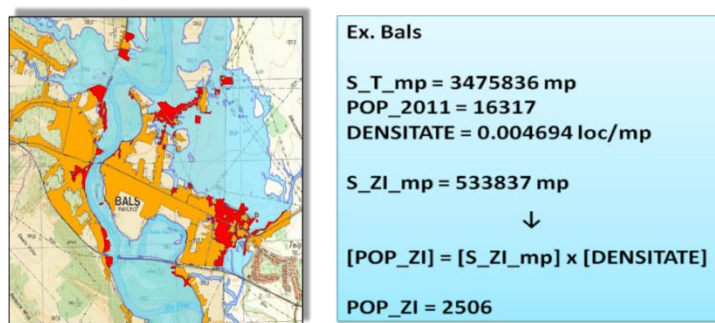 BALS
Ex. Bals
S_T_mp = 3475836 mp
POP_2011 = 16317
DENSITATE = 0.004694 loc/mp
S_ZI_mp = 533837 mp
↓
[POP_ZI] = [S_ZI_mp] x [DENSITATE]
POP_ZI = 2506